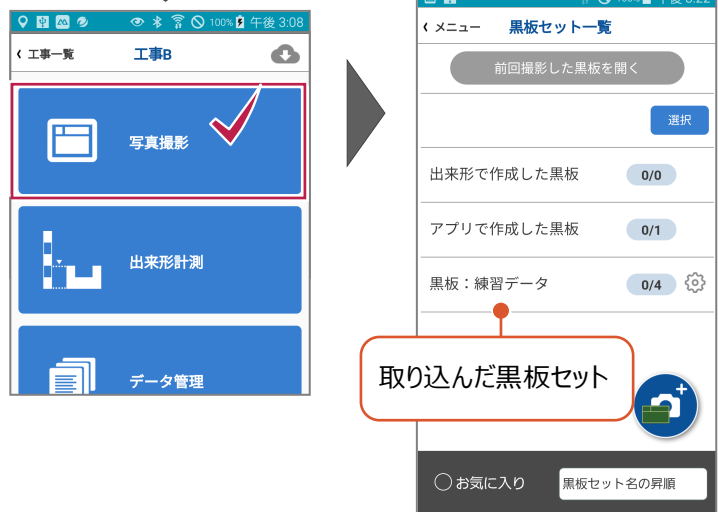 100% 午後 3:08
工事一覧 工事B
写真撮影
出来形計測
データ管理
メニュー 黒板セット一覧
前回撮影した黒板を開く
選択
出来形で作成した黒板 0/0
アプリで作成した黒板 0/1
黒板：練習データ 0/4
取り込んだ黒板セット
お気に入り 黒板セット名の昇順